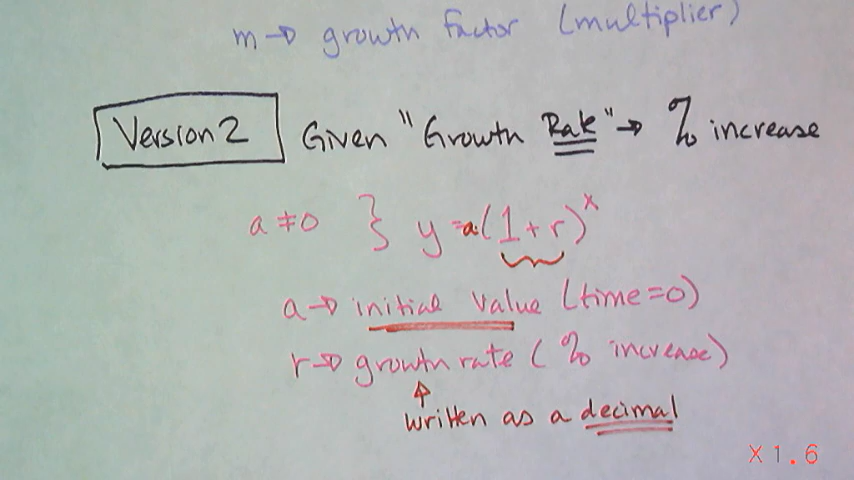 m → growth factor (multiplier)
Version 2 Given "Growth Rate" → % increase
a ≠ 0 } y = a·(1 + r)^x
a → initial value (time = 0)
r → growth rate (% increase)
↑
written as a decimal
X 1.6